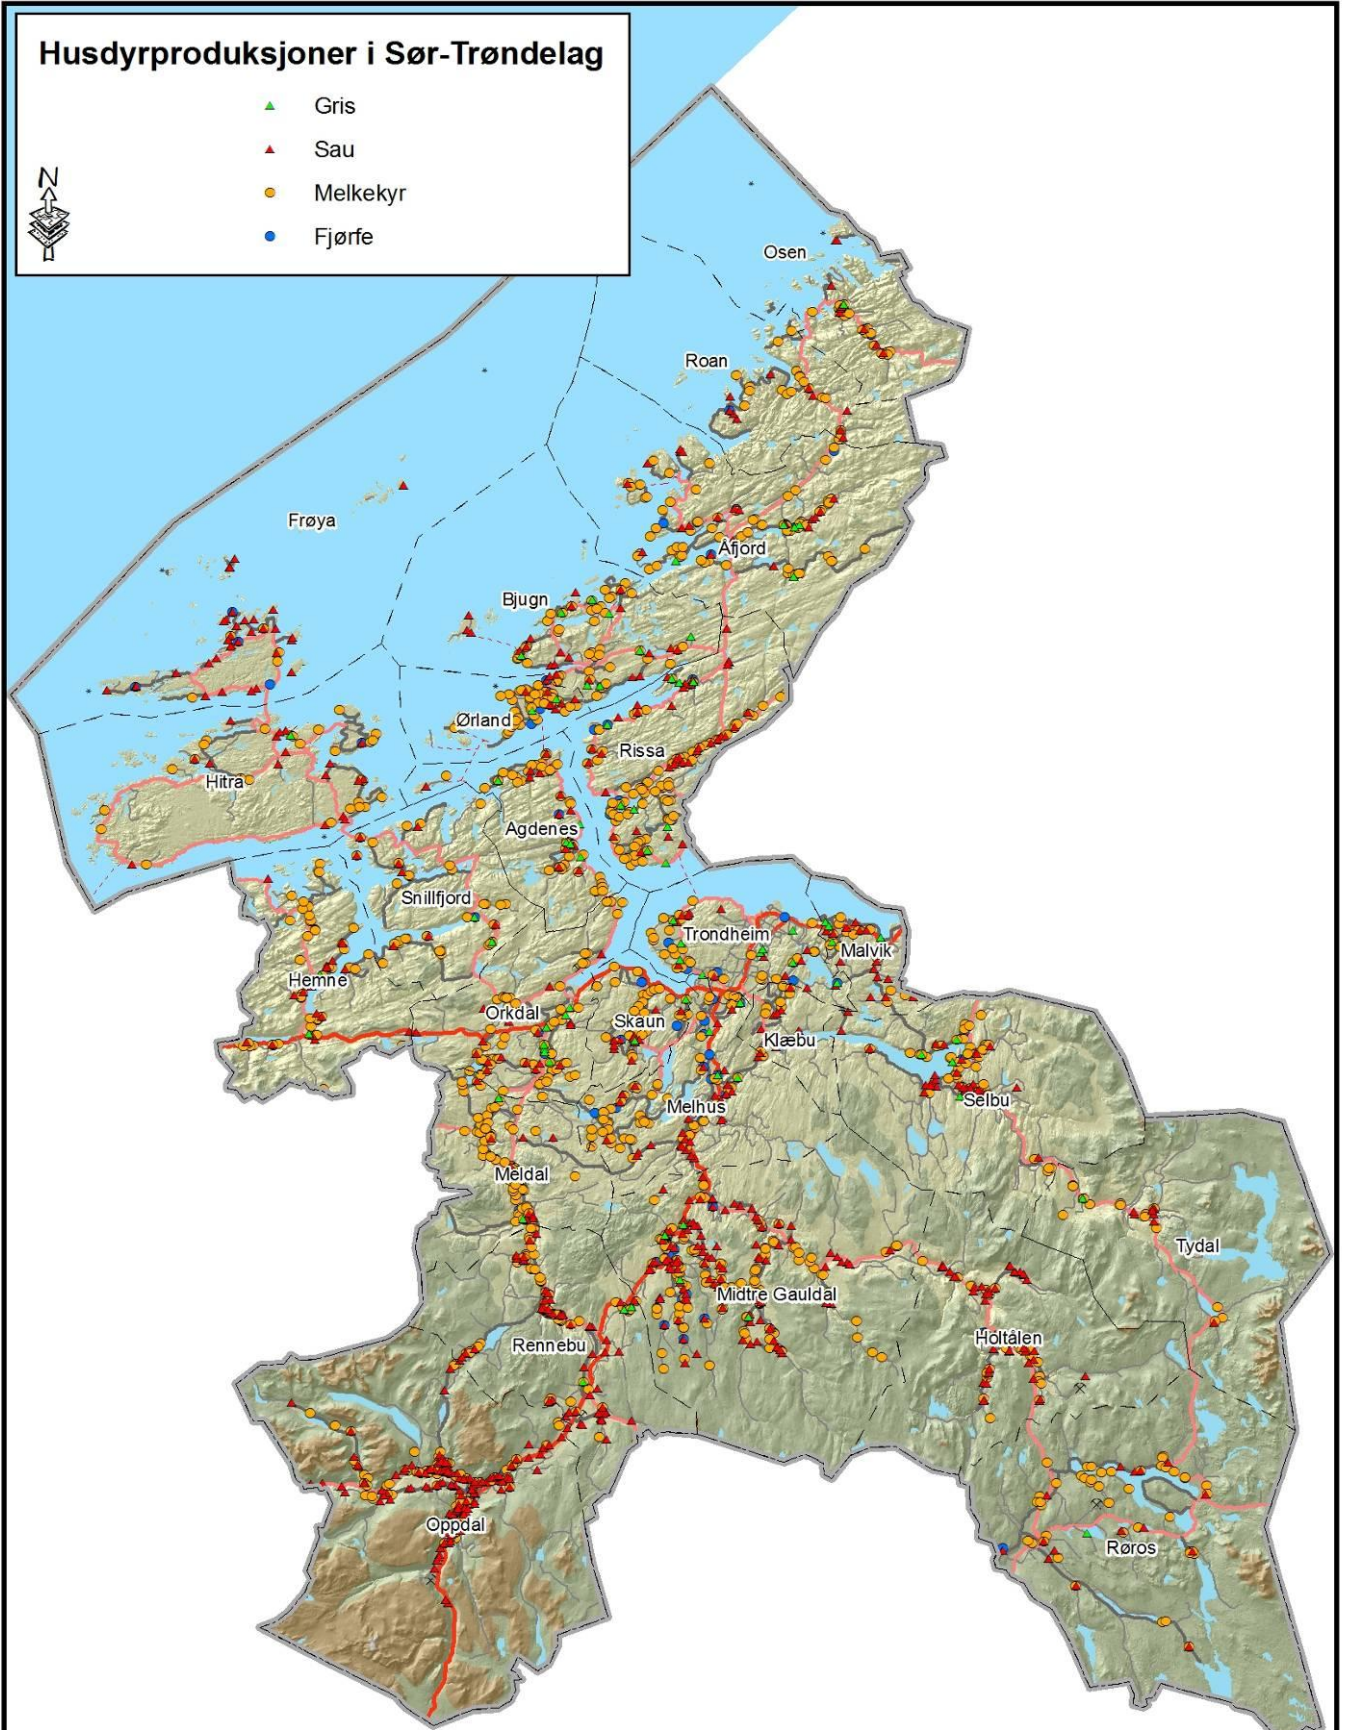 Husdyrproduksjoner i Sør-Trøndelag
Gris
Sau
Melkekyr
Fjørfe
N
Osen
Roan
Frøya
Åfjord
Bjugn
Ørland
Rissa
Hitra
Agdenes
Snillfjord
Trondheim
Malvik
Hemne
Orkdal
Skaun
Klæbu
Selbu
Melhus
Meldal
Tydal
Midtre Gauldal
Holtålen
Rennebu
Oppdal
Røros